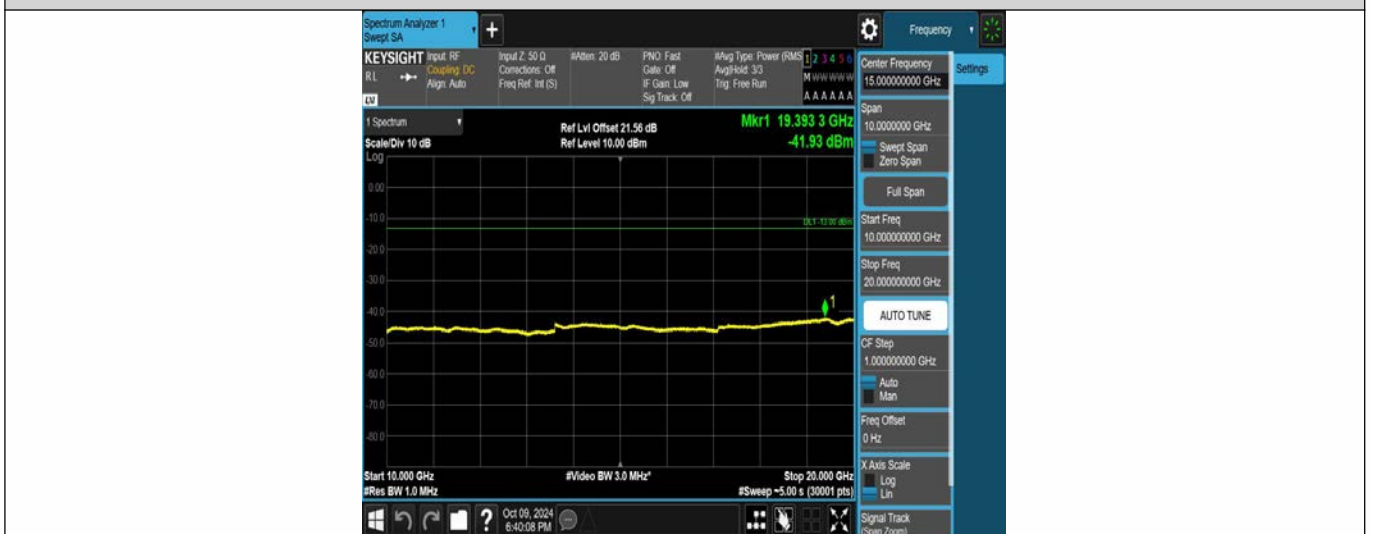 Spectrum Analyzer 1
Swept SA
+
Frequency
KEYSIGHT
RL
Input: RF
Coupling: DC
Align: Auto
Input Z: 50 Ω
Corrections: Off
Freq Ref: Int (S)
#Atten: 20 dB
PNO: Fast
Gate: Off
IF Gain: Low
Sig Track: Off
#Avg Type: Power (RMS
Avg|Hold: 3/3
Trig: Free Run
1 2 3 4 5 6
M W W W W W
A A A A A A
1 Spectrum
Scale/Div 10 dB
Log
Ref Lvl Offset 21.56 dB
Ref Level 10.00 dBm
Mkr1 19.393 3 GHz
-41.93 dBm
0.00
-10.0
DL1 -13.00 dBm
-20.0
-30.0
-40.0
1
-50.0
-60.0
-70.0
-80.0
Start 10.000 GHz
#Res BW 1.0 MHz
#Video BW 3.0 MHz*
Stop 20.000 GHz
#Sweep ~5.00 s (30001 pts)
?
Oct 09, 2024
6:40:08 PM
Center Frequency
15.000000000 GHz
Settings
Span
10.0000000 GHz
Swept Span
Zero Span
Full Span
Start Freq
10.000000000 GHz
Stop Freq
20.000000000 GHz
AUTO TUNE
CF Step
1.000000000 GHz
Auto
Man
Freq Offset
0 Hz
X Axis Scale
Log
Lin
Signal Track
(Span Zoom)